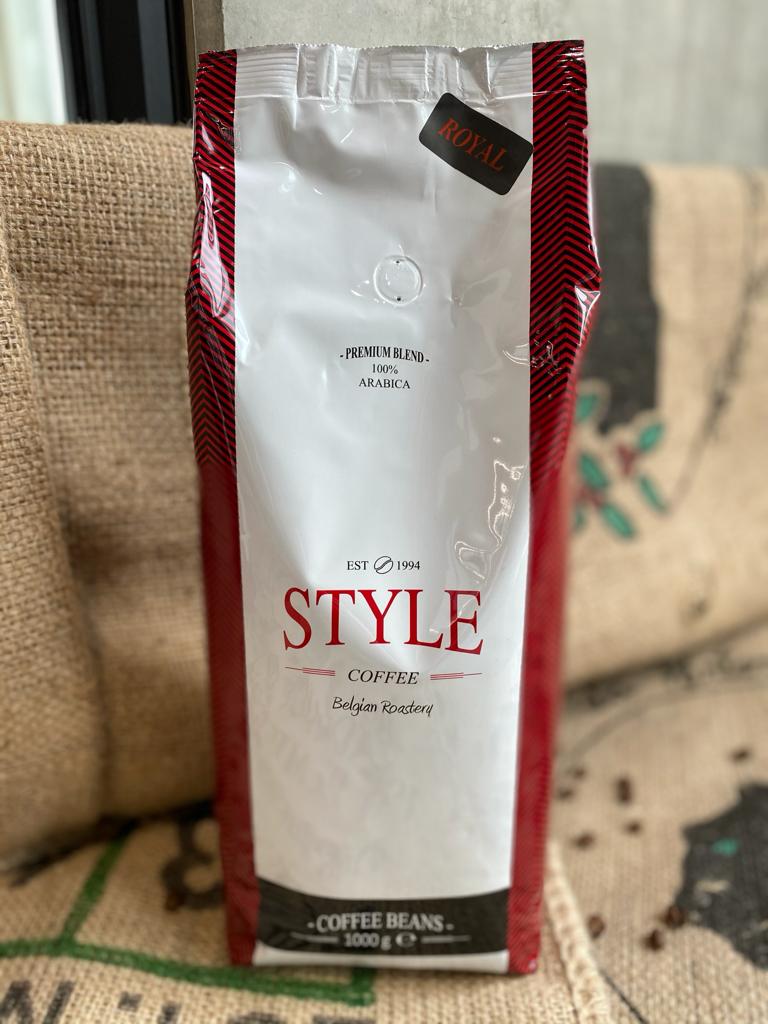 ROYAL
- PREMIUM BLEND -
100%
ARABICA
EST 1994
STYLE
COFFEE
Belgian Roastery
- COFFEE BEANS -
1000 g ℮